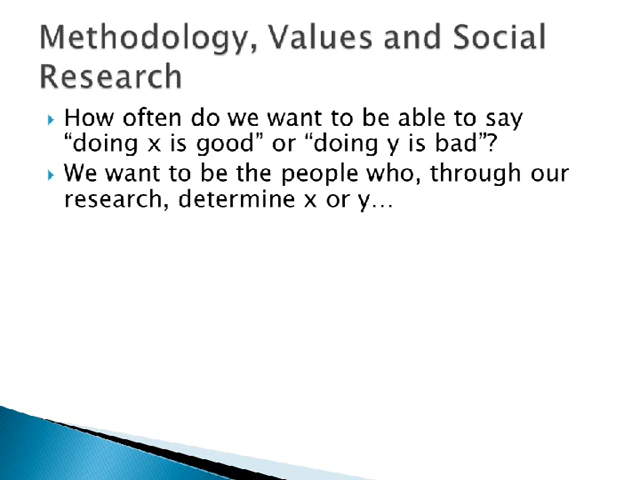 Methodology, Values and Social
Research
How often do we want to be able to say
“doing x is good” or “doing y is bad”?
We want to be the people who, through our
research, determine x or y…